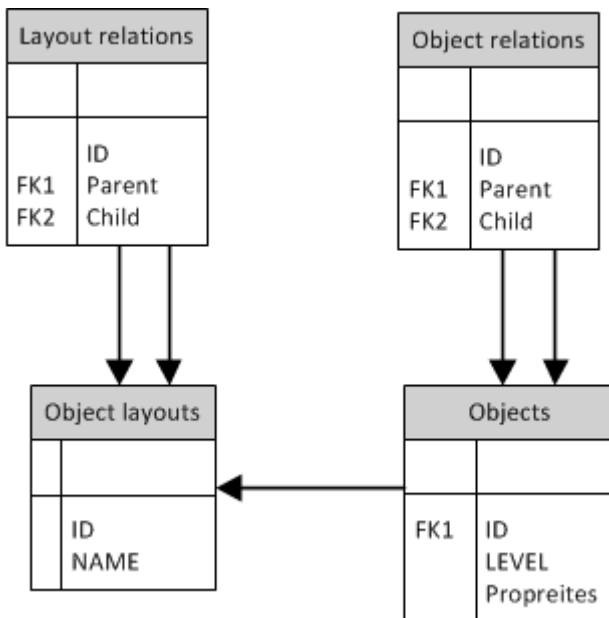 Layout relations
ID
FK1 Parent
FK2 Child
Object relations
ID
FK1 Parent
FK2 Child
Object layouts
ID
NAME
Objects
FK1 ID
LEVEL
Propreites